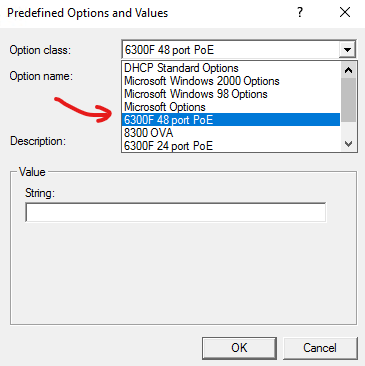 Predefined Options and Values
Option class:
6300F 48 port PoE
DHCP Standard Options
Option name:
Microsoft Windows 2000 Options
Microsoft Windows 98 Options
Microsoft Options
6300F 48 port PoE
8300 OVA
Description:
6300F 24 port PoE
Value
String:
OK
Cancel